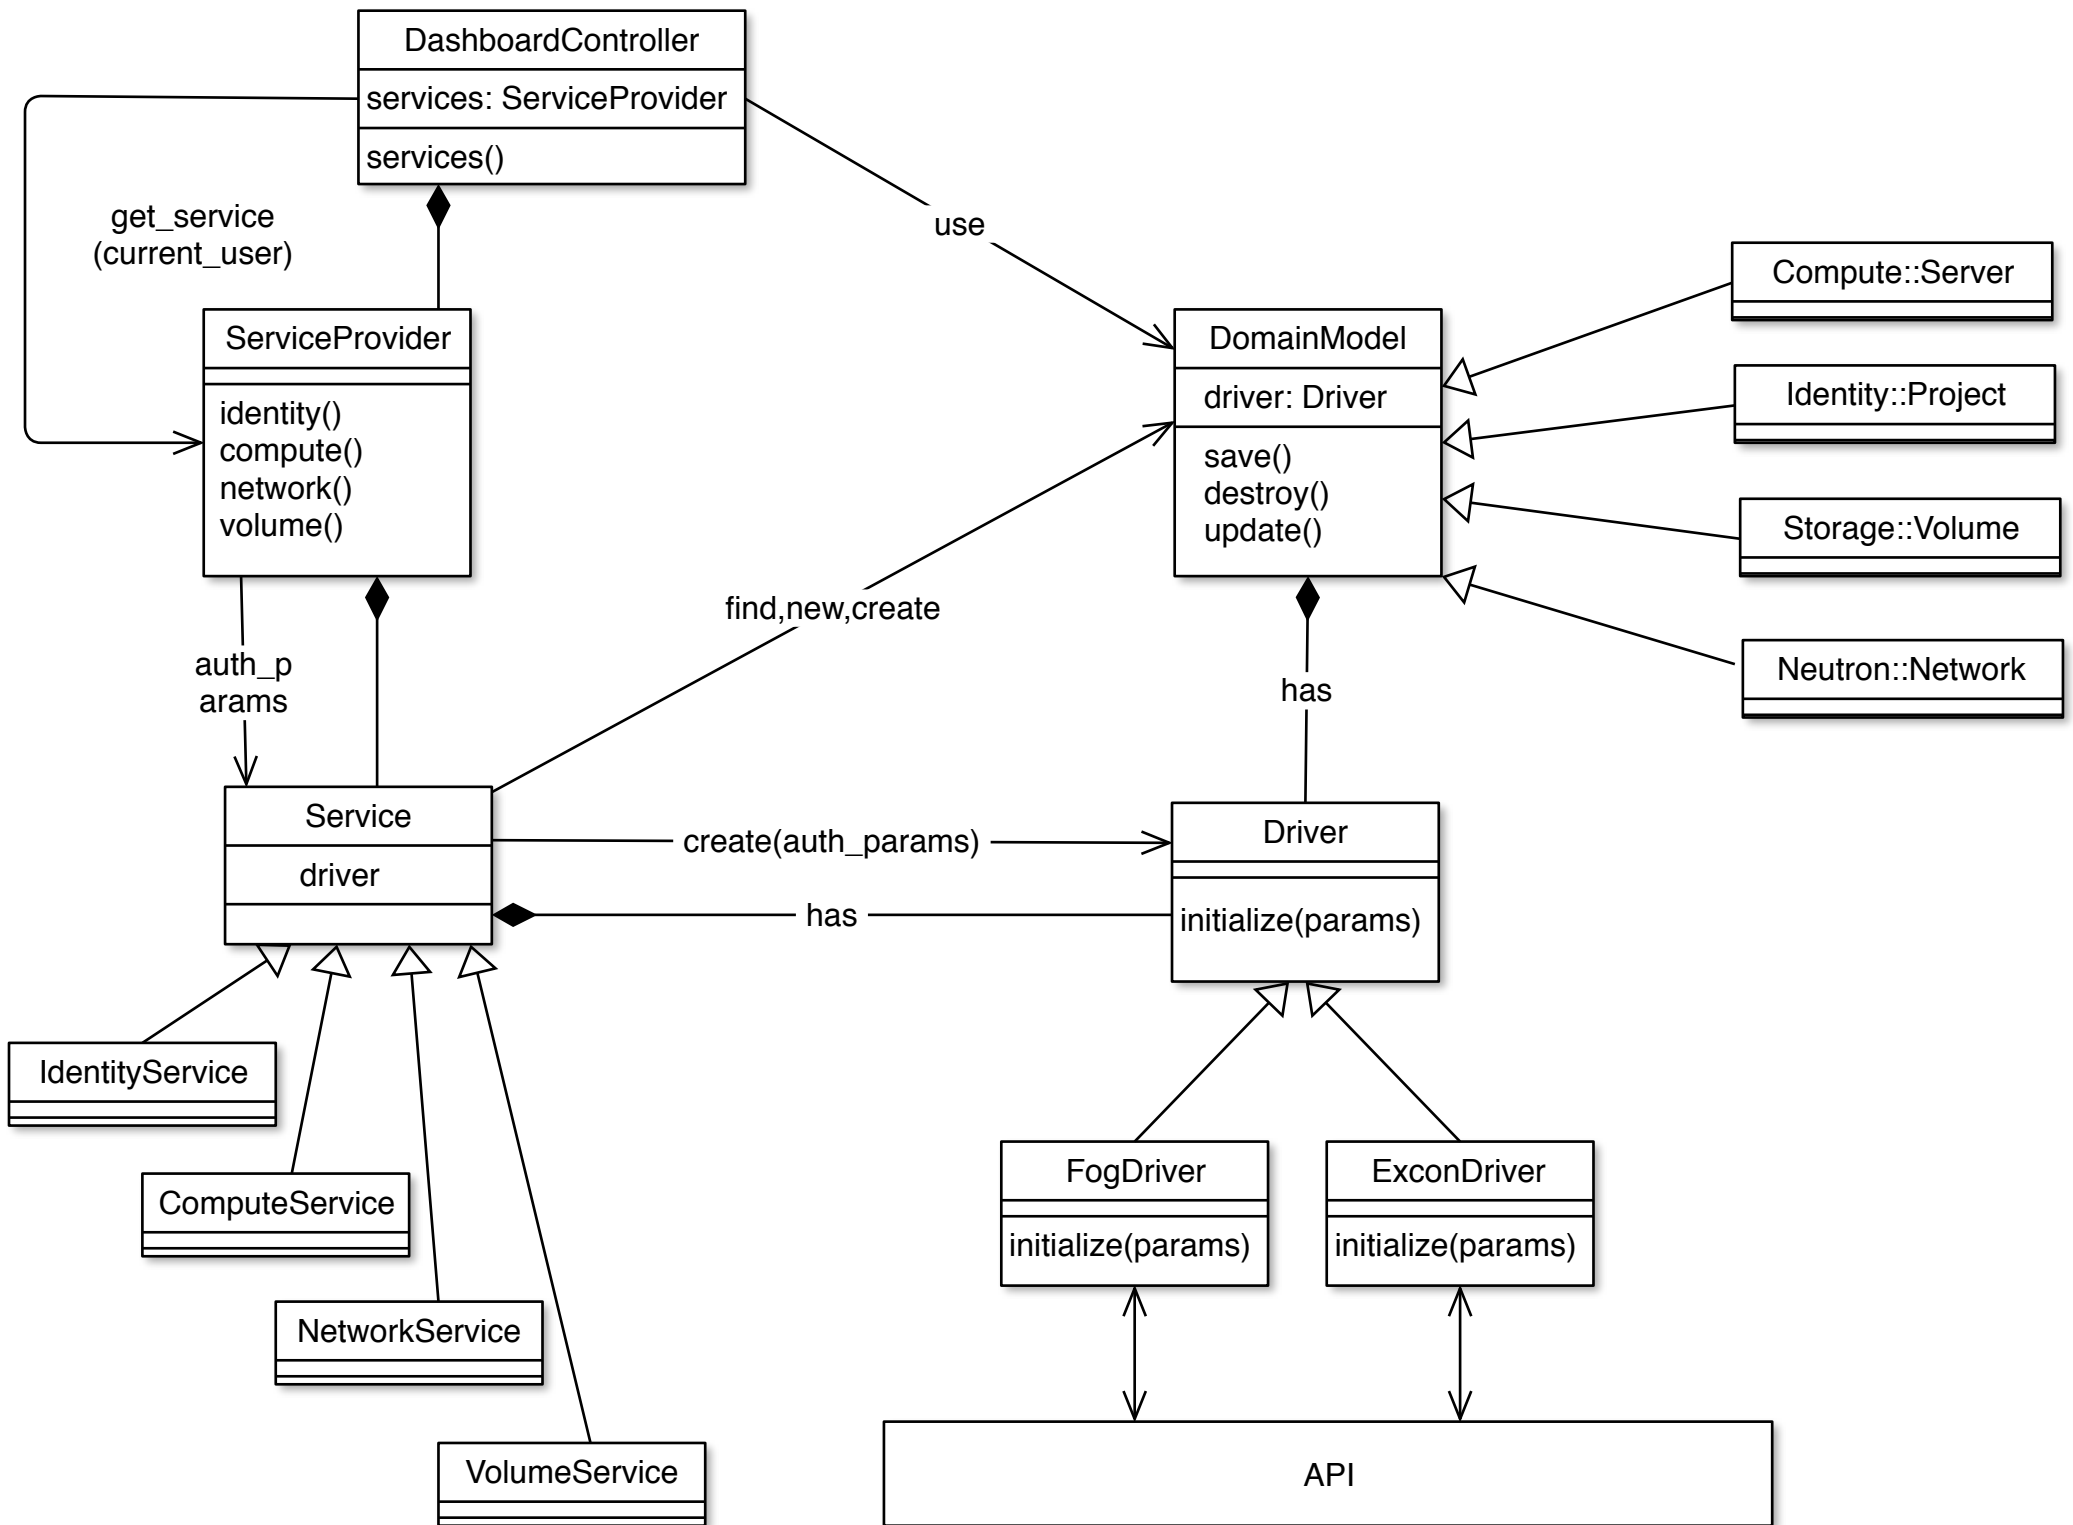 DashboardController
services: ServiceProvider
services()
get_service
(current_user)
use
ServiceProvider
identity()
compute()
network()
volume()
DomainModel
driver: Driver
save()
destroy()
update()
Compute::Server
Identity::Project
Storage::Volume
Neutron::Network
find,new,create
auth_p
arams
has
Service
driver
create(auth_params)
has
Driver
initialize(params)
IdentityService
ComputeService
NetworkService
VolumeService
FogDriver
initialize(params)
ExconDriver
initialize(params)
API